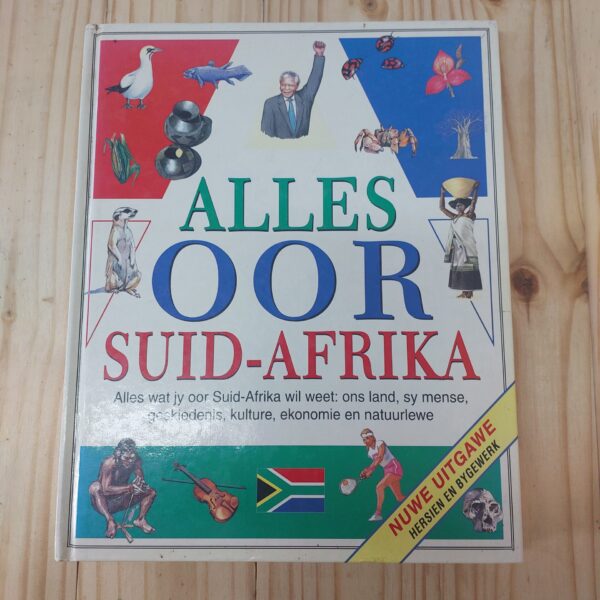 ALLES
OOR
SUID-AFRIKA
Alles wat jy oor Suid-Afrika wil weet: ons land, sy mense,
geskiedenis, kulture, ekonomie en natuurlewe
NUWE UITGAWE
HERSIEN EN BYGEWERK